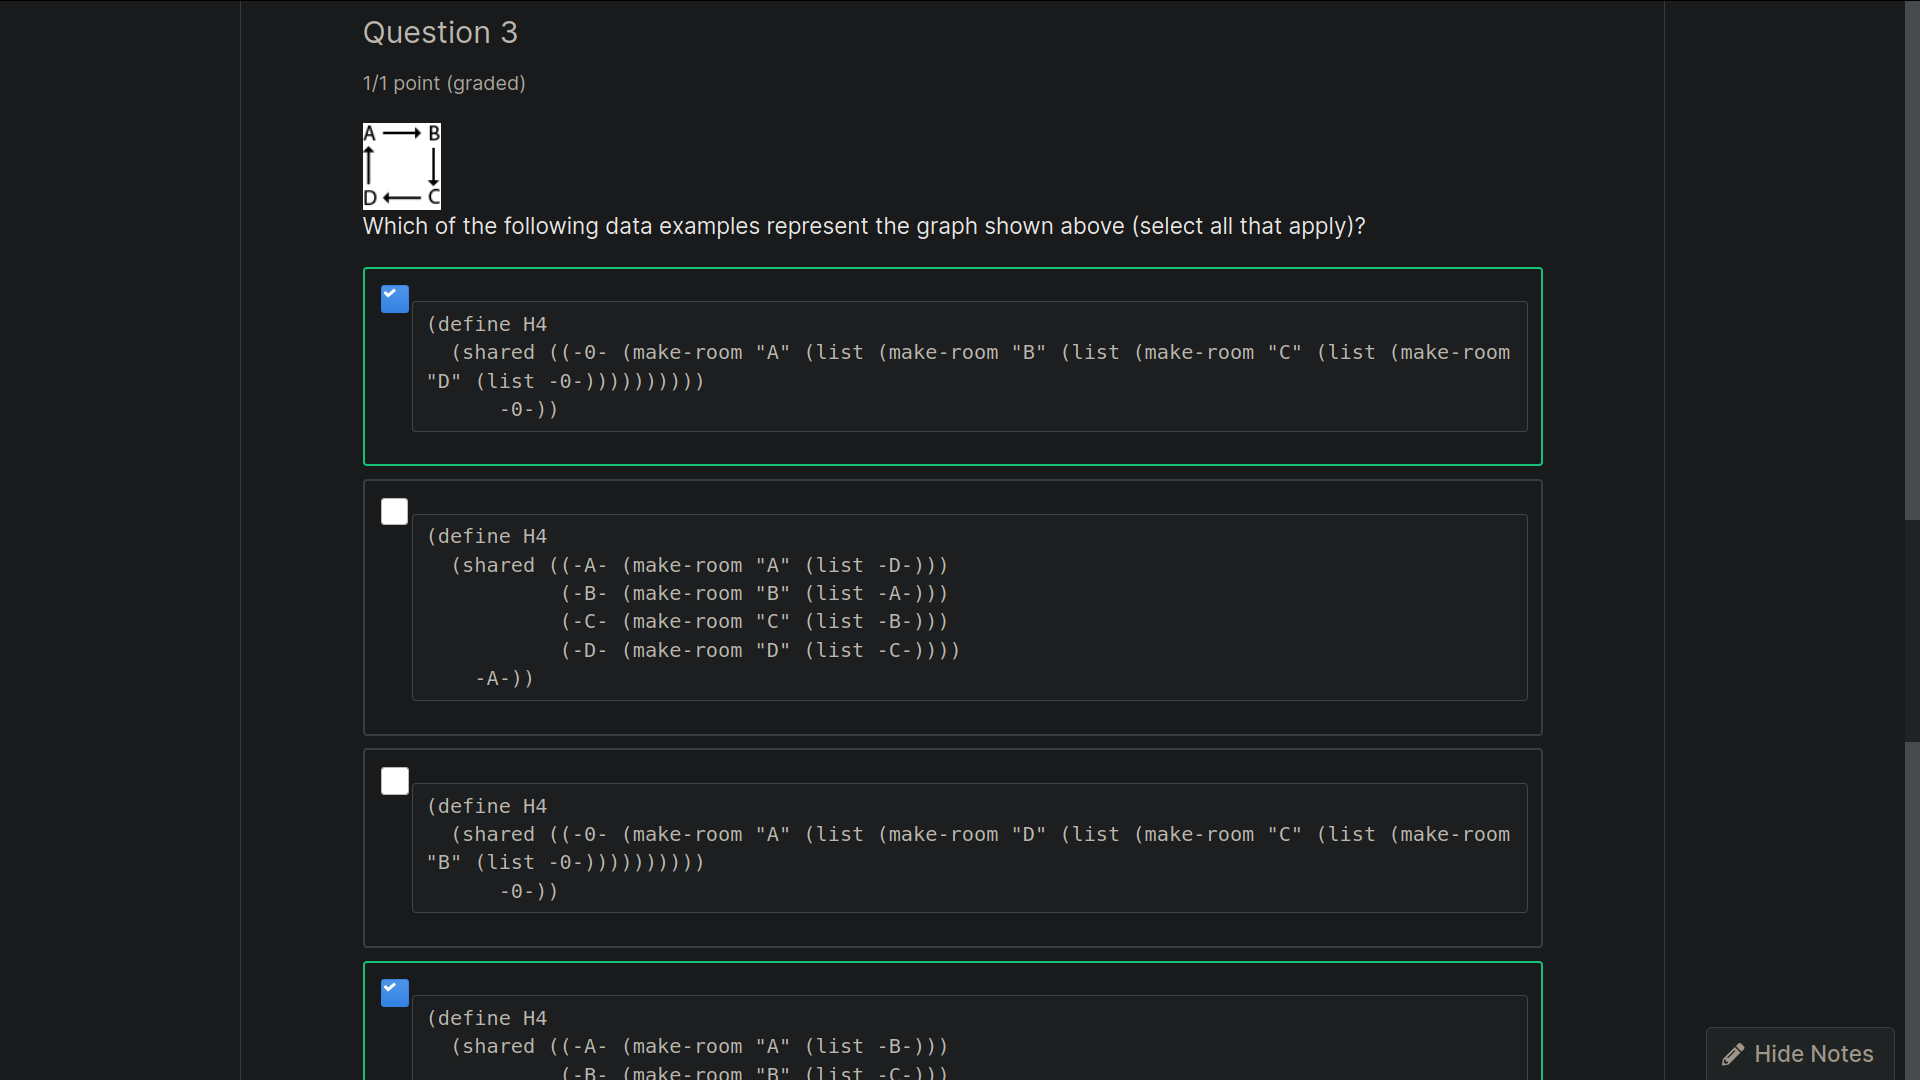 Question 3
1/1 point (graded)
A B
D C
Which of the following data examples represent the graph shown above (select all that apply)?
(define H4
  (shared ((-0- (make-room "A" (list (make-room "B" (list (make-room "C" (list (make-room
"D" (list -0-))))))))))
      -0-))
(define H4
  (shared ((-A- (make-room "A" (list -D-)))
           (-B- (make-room "B" (list -A-)))
           (-C- (make-room "C" (list -B-)))
           (-D- (make-room "D" (list -C-))))
    -A-))
(define H4
  (shared ((-0- (make-room "A" (list (make-room "D" (list (make-room "C" (list (make-room
"B" (list -0-))))))))))
      -0-))
(define H4
  (shared ((-A- (make-room "A" (list -B-)))
           (-B- (make-room "B" (list -C-)))
Hide Notes